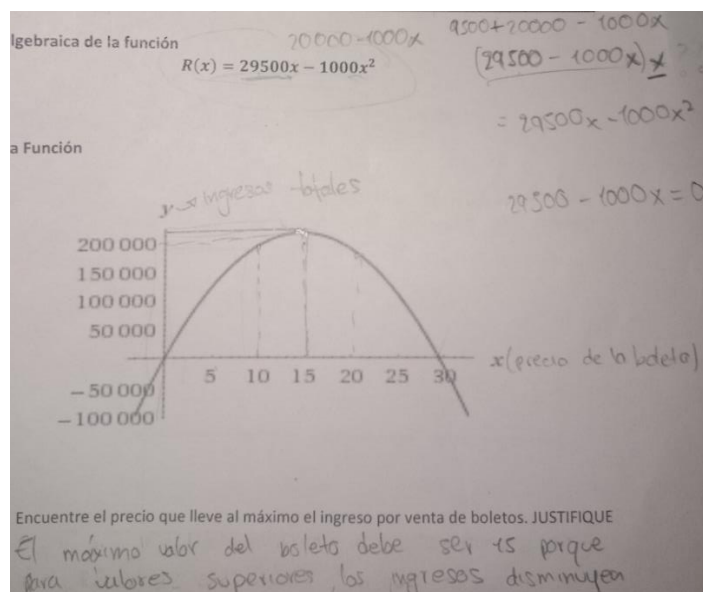 9500+20000 - 1000x
lgebraica de la función
20000-1000x
R(x) = 29500x − 1000x²
(29500 - 1000x)x
= 29500x-1000x²
a Función
y → ingresos totales
29500 - 1000x = 0
200 000
150 000
100 000
50 000
x(precio de la boleta)
5 10 15 20 25 30
− 50 000
− 100 000
Encuentre el precio que lleve al máximo el ingreso por venta de boletos. JUSTIFIQUE
El máximo valor del boleto debe ser 15 porque
para valores superiores los ingresos disminuyen